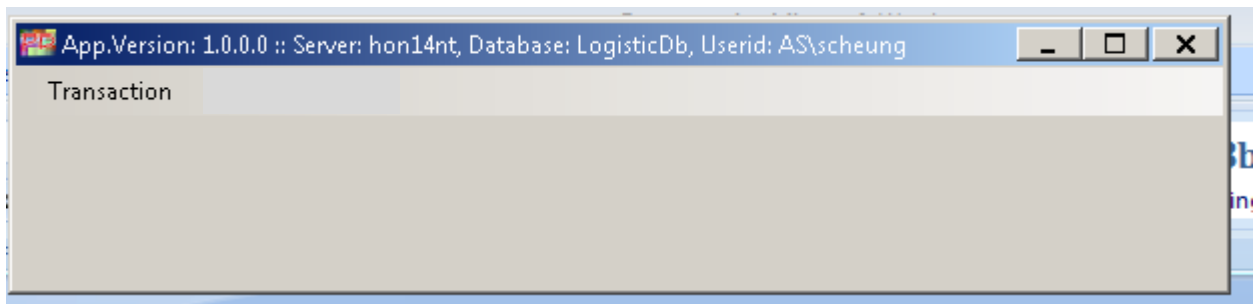 App.Version: 1.0.0.0 :: Server: hon14nt, Database: LogisticDb, Userid: AS\scheung
Transaction